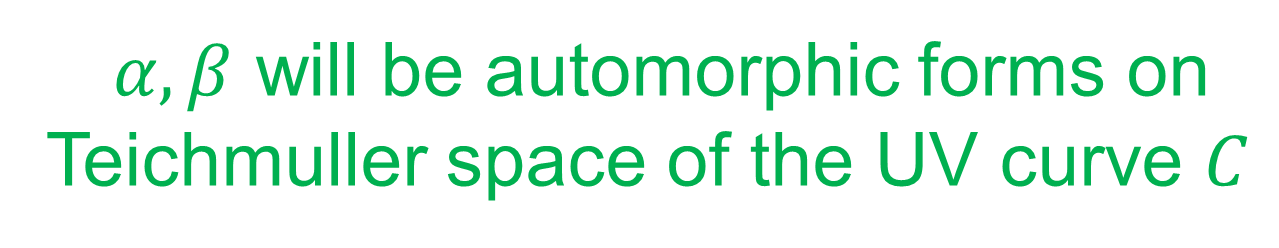 𝛼, 𝛽 will be automorphic forms on
Teichmuller space of the UV curve 𝐶